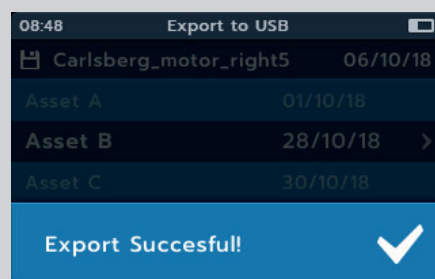 08:48 Export to USB
Carlsberg_motor_right5 06/10/18
Asset A 01/10/18
Asset B 28/10/18
Asset C 30/10/18
Export Succesful!